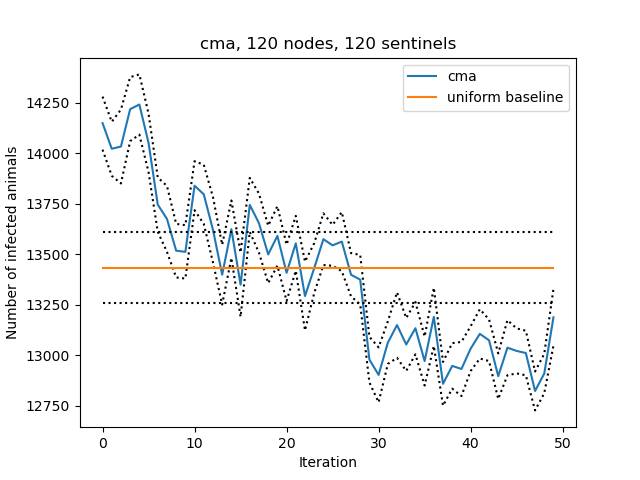 cma, 120 nodes, 120 sentinels
cma
uniform baseline
Number of infected animals
14250
14000
13750
13500
13250
13000
12750
0 10 20 30 40 50
Iteration